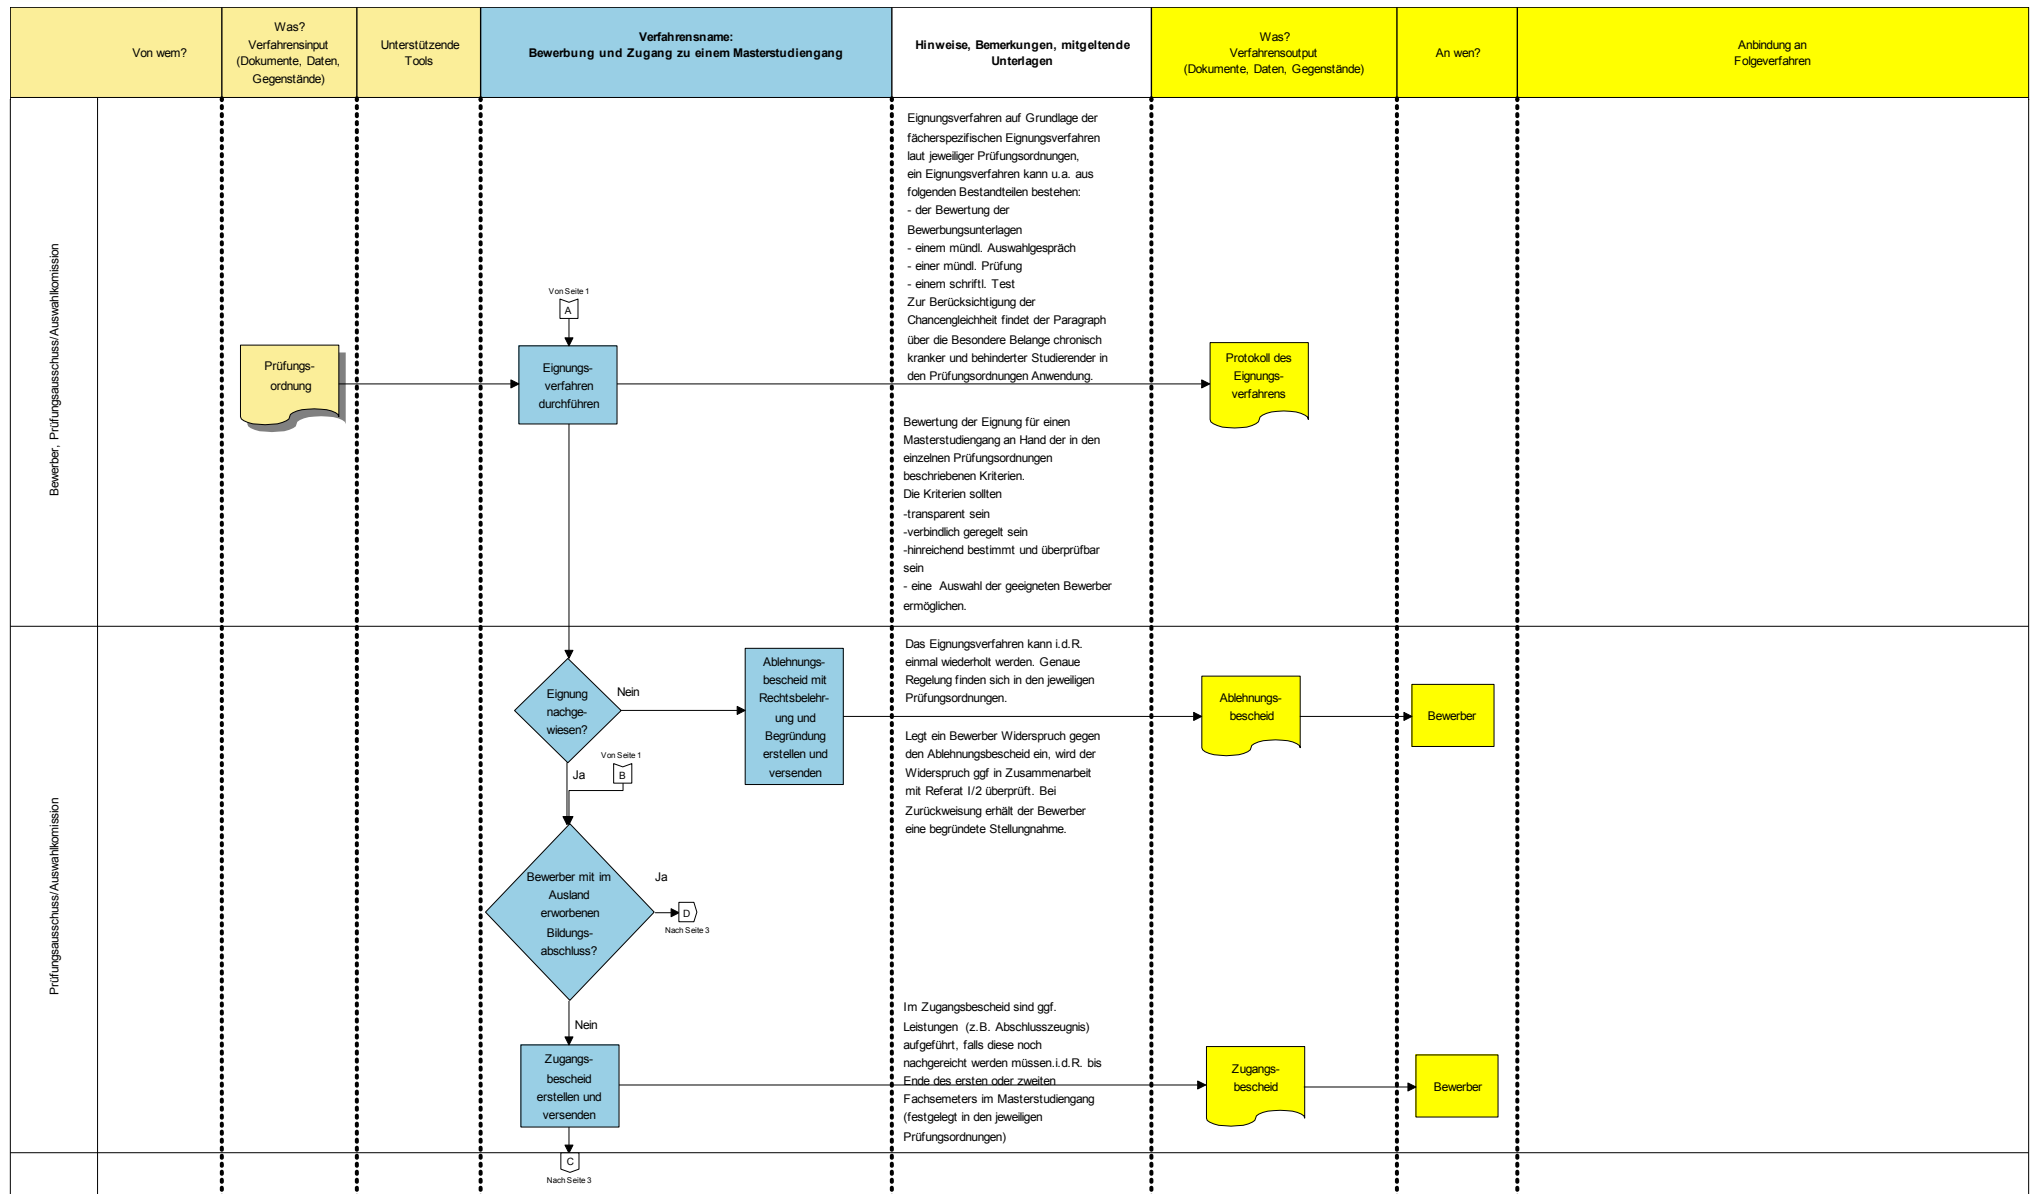 Von wem?
Was?
Verfahrensinput
(Dokumente, Daten,
Gegenstände)
Unterstützende
Tools
Verfahrensname:
Bewerbung und Zugang zu einem Masterstudiengang
Hinweise, Bemerkungen, mitgeltende
Unterlagen
Was?
Verfahrensoutput
(Dokumente, Daten, Gegenstände)
An wen?
Anbindung an
Folgeverfahren
Bewerber, Prüfungsausschuss/Auswahlkomission
Prüfungs-
ordnung
Von Seite 1
A
Eignungs-
verfahren
durchführen
Eignungsverfahren auf Grundlage der
fächerspezifischen Eignungsverfahren
laut jeweiliger Prüfungsordnungen,
ein Eignungsverfahren kann u.a. aus
folgenden Bestandteilen bestehen:
- der Bewertung der
Bewerbungsunterlagen
- einem mündl. Auswahlgespräch
- einer mündl. Prüfung
- einem schriftl. Test
Zur Berücksichtigung der
Chancengleichheit findet der Paragraph
über die Besondere Belange chronisch
kranker und behinderter Studierender in
den Prüfungsordnungen Anwendung.
Protokoll des
Eignungs-
verfahrens
Bewertung der Eignung für einen
Masterstudiengang an Hand der in den
einzelnen Prüfungsordnungen
beschriebenen Kriterien.
Die Kriterien sollten
-transparent sein
-verbindlich geregelt sein
-hinreichend bestimmt und überprüfbar
sein
- eine Auswahl der geeigneten Bewerber
ermöglichen.
Prüfungsausschuss/Auswahlkomission
Eignung
nachge-
wiesen?
Nein
Ja
Ablehnungs-
bescheid mit
Rechtsbelehr-
ung und
Begründung
erstellen und
versenden
Das Eignungsverfahren kann i.d.R.
einmal wiederholt werden. Genaue
Regelung finden sich in den jeweiligen
Prüfungsordnungen.
Legt ein Bewerber Widerspruch gegen
den Ablehnungsbescheid ein, wird der
Widerspruch ggf in Zusammenarbeit
mit Referat I/2 überprüft. Bei
Zurückweisung erhält der Bewerber
eine begründete Stellungnahme.
Ablehnungs-
bescheid
Bewerber
Von Seite 1
B
Bewerber mit im
Ausland
erworbenen
Bildungs-
abschluss?
Ja
D
Nach Seite 3
Nein
Zugangs-
bescheid
erstellen und
versenden
Im Zugangsbescheid sind ggf.
Leistungen (z.B. Abschlusszeugnis)
aufgeführt, falls diese noch
nachgereicht werden müssen.i.d.R. bis
Ende des ersten oder zweiten
Fachsemeters im Masterstudiengang
(festgelegt in den jeweiligen
Prüfungsordnungen)
Zugangs-
bescheid
Bewerber
C
Nach Seite 3